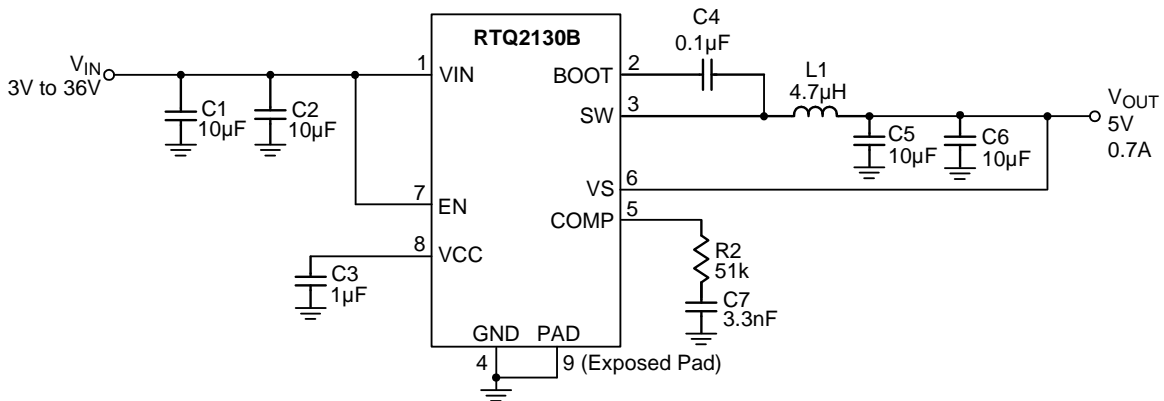 RTQ2130B
VIN
3V to 36V
C1
10µF
C2
10µF
1
VIN
7
EN
8
VCC
C3
1µF
BOOT
2
C4
0.1µF
SW
3
L1
4.7µH
C5
10µF
C6
10µF
VOUT
5V
0.7A
VS
6
COMP
5
R2
51k
C7
3.3nF
GND
PAD
4
9 (Exposed Pad)